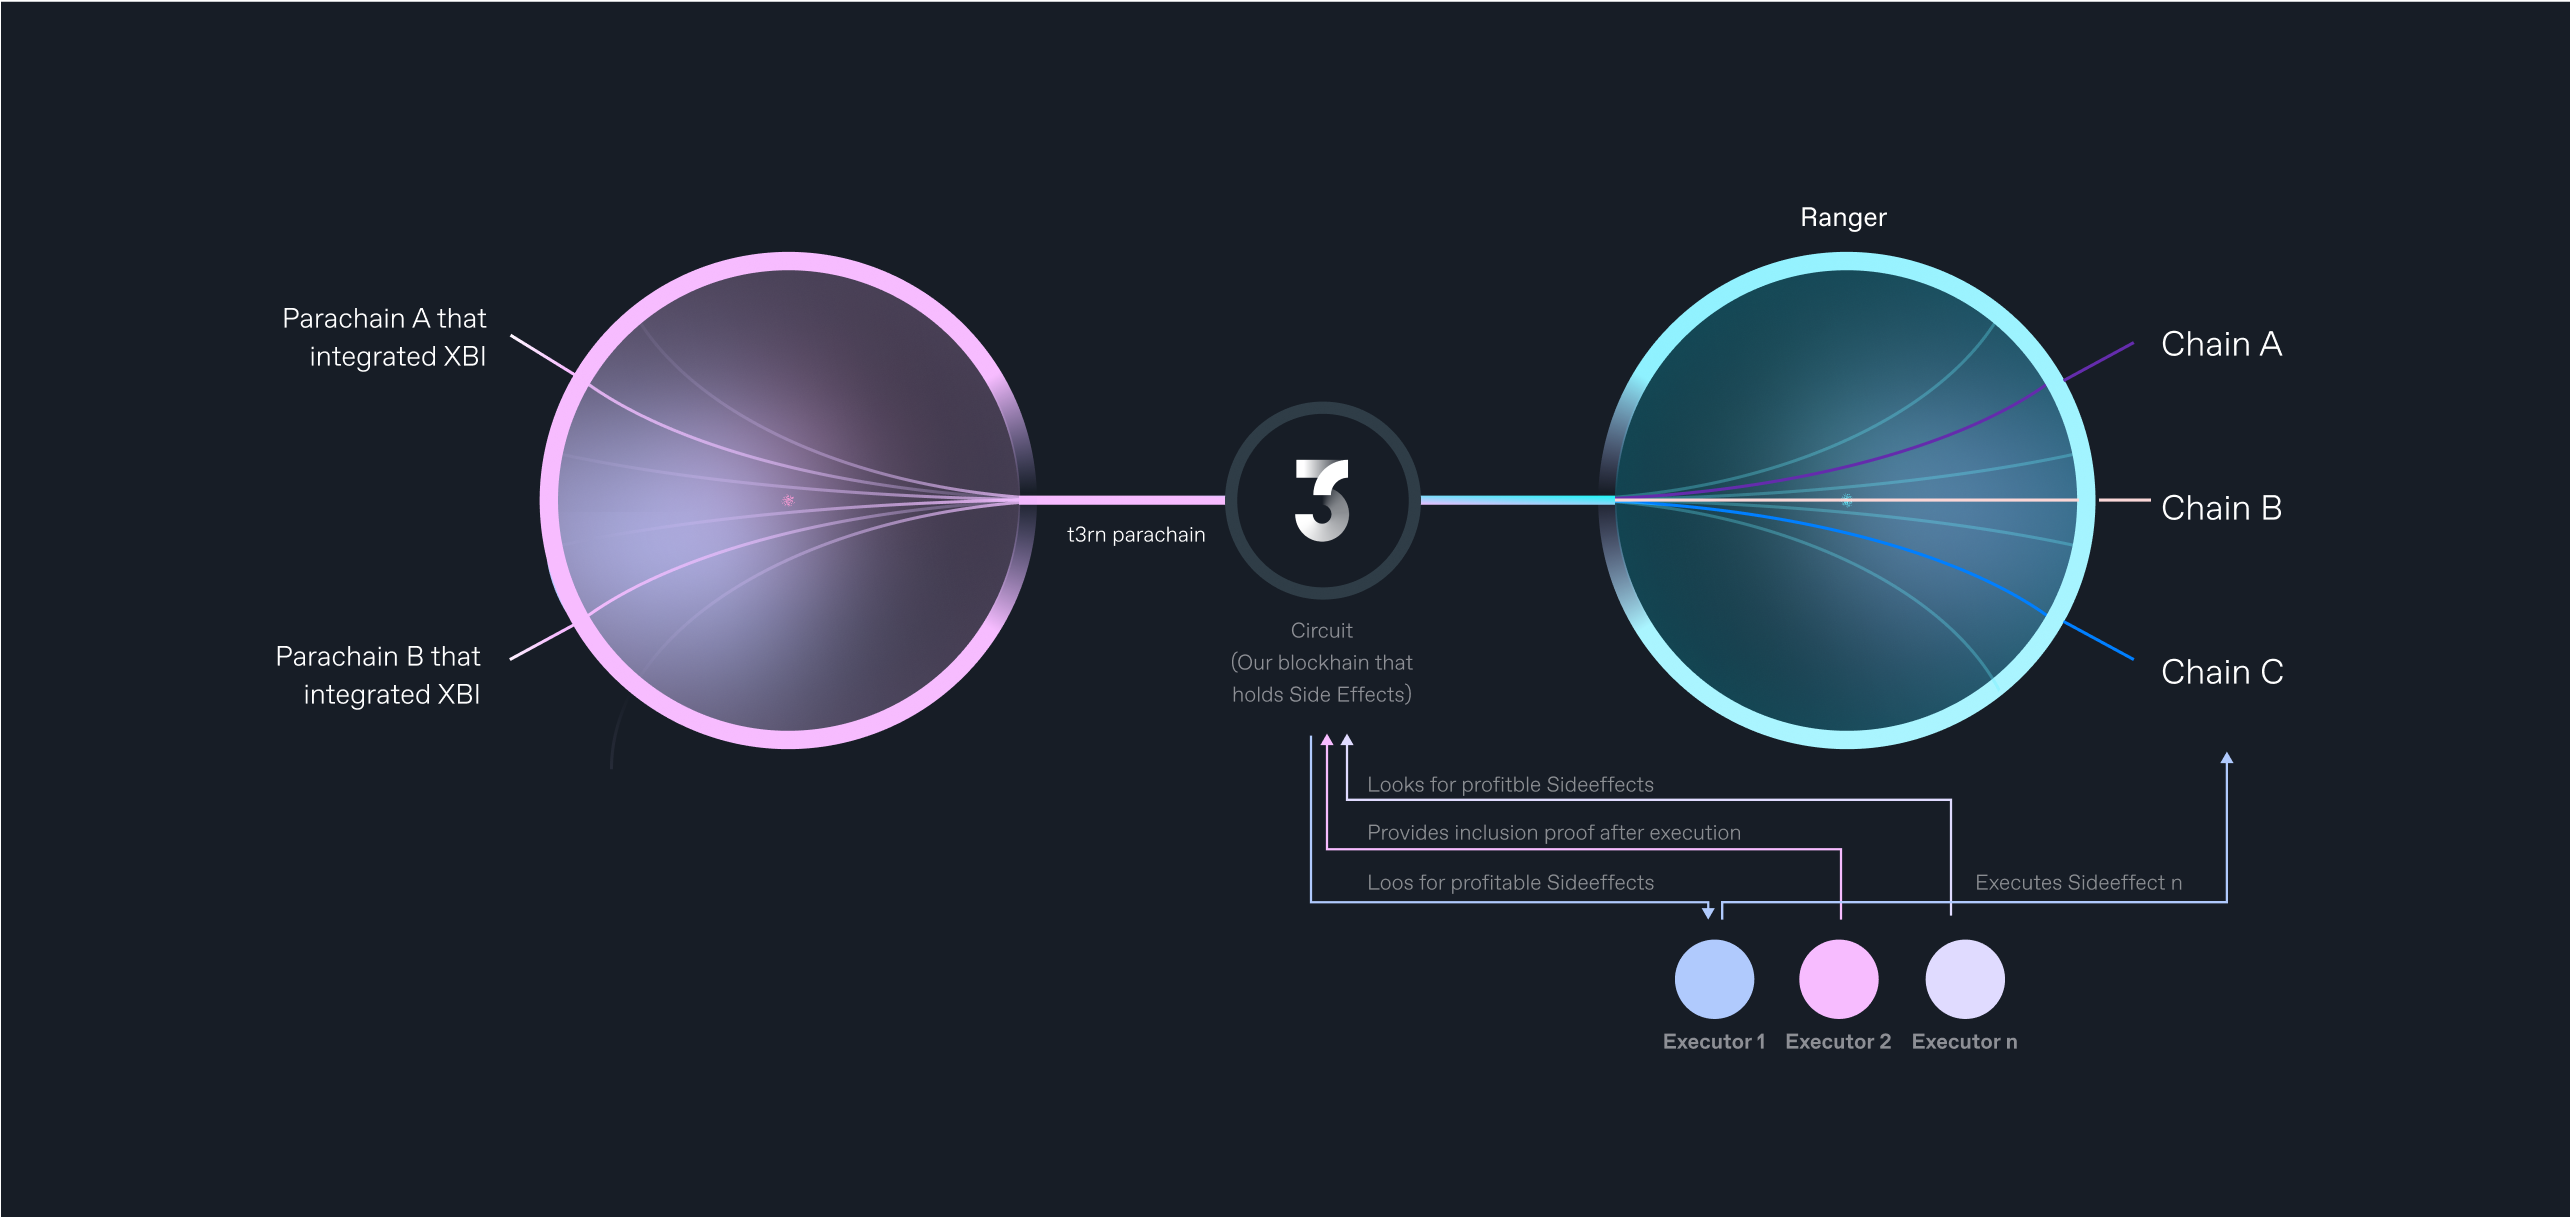 Ranger
Parachain A that
integrated XBI
Chain A
Chain B
t3rn parachain
Circuit
(Our blockhain that
holds Side Effects)
Parachain B that
integrated XBI
Chain C
Looks for profitble Sideeffects
Provides inclusion proof after execution
Loos for profitable Sideeffects
Executes Sideeffect n
Executor 1
Executor 2
Executor n